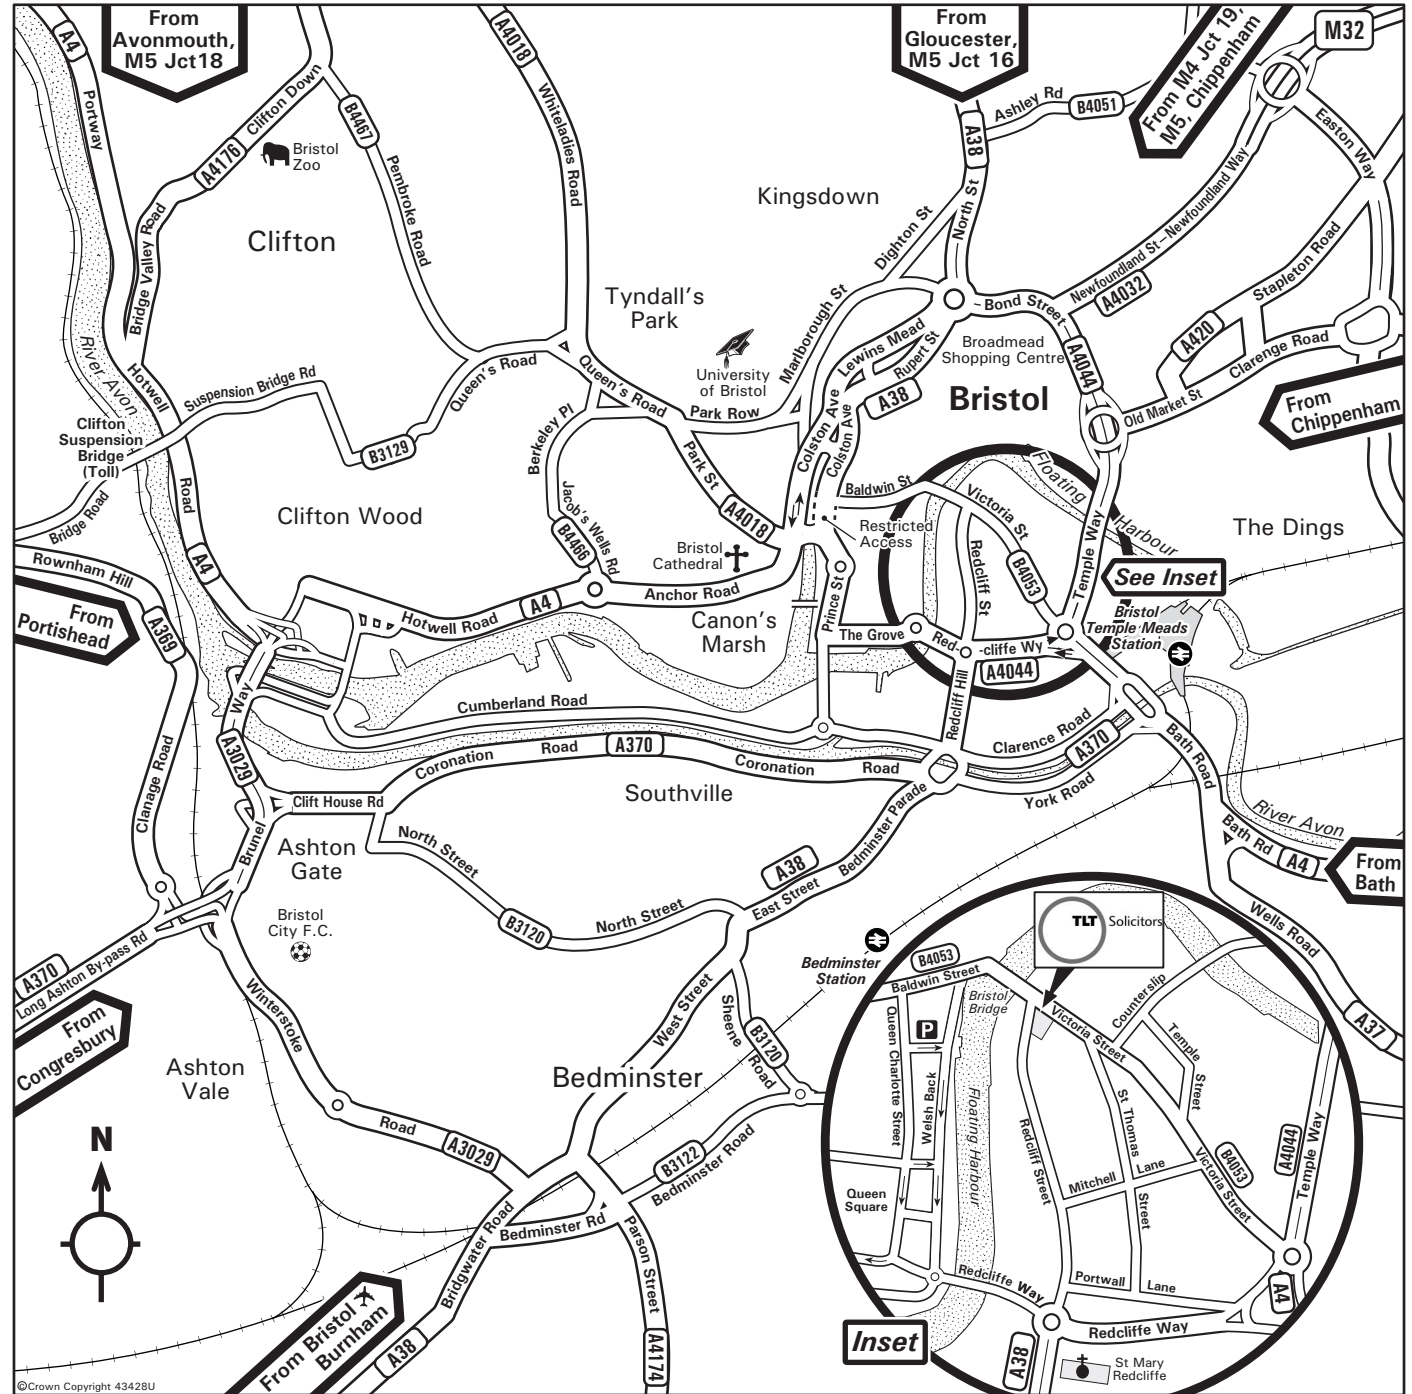 From
Avonmouth,
M5 Jct18
From
Gloucester,
M5 Jct 16
From M4 Jct 19,
M5, Chippenham
M32
A4
Portway
A4018
Whiteladies Road
Clifton Down
B4467
A4176
Bristol
Zoo
Pembroke Road
Ashley Rd
B4051
A38
Easton Way
Kingsdown
Clifton
Bridge Valley Road
Dighton St
North St
Newfoundland St–Newfoundland Way
A4032
Stapleton Road
Tyndall's
Park
Marlborough St
Bond Street
University
of Bristol
Lewins Mead
Rupert St
A38
Broadmead
Shopping Centre
A4044
A420
Clarenge Road
River Avon
Hotwell
Suspension Bridge Rd
Queen's Road
Queen's Road
Park Row
Bristol
Old Market St
From
Chippenham
Clifton
Suspension
Bridge
(Toll)
B3129
Berkeley Pl
Park St
Colston Ave
Colston Ave
Road
Bridge Road
Clifton Wood
Jacob's Wells Rd
B4466
A4018
Baldwin St
Restricted
Access
Victoria St
Floating
Harbour
The Dings
Rownham Hill
From
Portishead
A369
A4
Bristol
Cathedral
Redcliff St
B4053
Temple Way
See Inset
Hotwell Road
A4
Anchor Road
Canon's
Marsh
Prince St
The Grove
Red-
-cliffe Wy
A4044
Bristol
Temple Meads
Station
Way
Cumberland Road
Redcliff Hill
Clarence Road
A370
Bath Road
A3029
Coronation
Road
A370
Coronation
Road
York Road
Clanage Road
Clift House Rd
Southville
River Avon
Bath Rd
A4
From
Bath
Brunel
Ashton
Gate
North Street
A38
Bedminster Parade
East Street
Bristol
City F.C.
B3120
North Street
Wells Road
A37
A370
Long Ashton By-pass Rd
From
Congresbury
Winterstoke
Bedminster
Station
West Street
Sheene
Road
B3120
Ashton
Vale
Bedminster
Road
A3029
B3122
Bedminster Road
N
Bedminster Rd
Bridgwater Road
Parson Street
From Bristol
Burnham
A38
A4174
TLT
Solicitors
B4053
Baldwin Street
Bristol
Bridge
Counterslip
Victoria Street
P
Queen Charlotte Street
Temple
Street
Welsh Back
Floating Harbour
St Thomas
Street
Redcliff Street
B4053
Victoria Street
A4044
Temple Way
Mitchell
Lane
Queen
Square
Redcliffe Way
Portwall
Lane
A4
Inset
Redcliffe Way
A38
St Mary
Redcliffe
©Crown Copyright 43428U